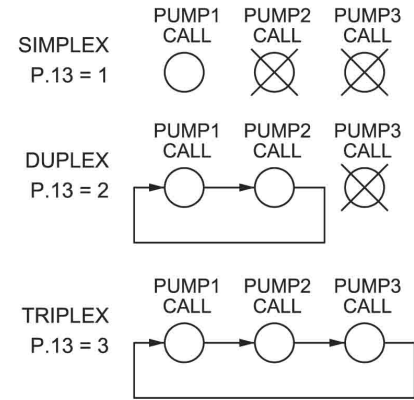 PUMP1 PUMP2 PUMP3
CALL CALL CALL
SIMPLEX
P.13 = 1
PUMP1 PUMP2 PUMP3
CALL CALL CALL
DUPLEX
P.13 = 2
PUMP1 PUMP2 PUMP3
CALL CALL CALL
TRIPLEX
P.13 = 3